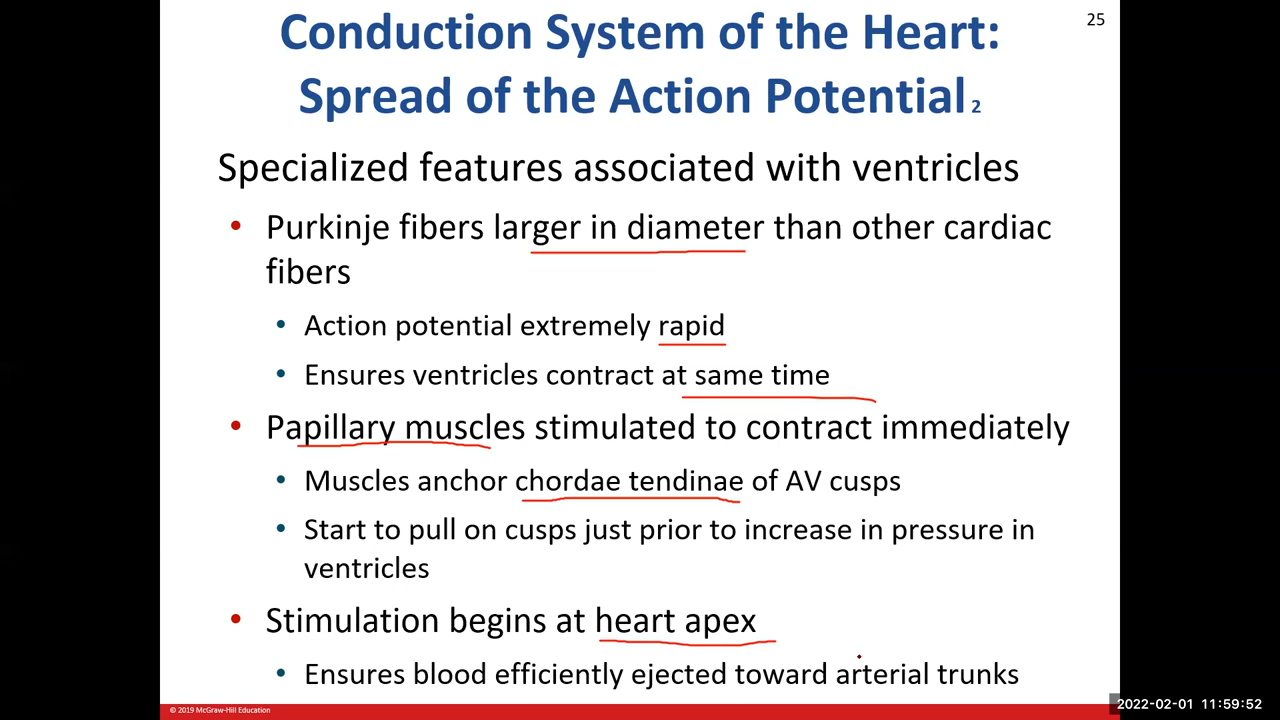 25
Conduction System of the Heart:
Spread of the Action Potential 2
Specialized features associated with ventricles
• Purkinje fibers larger in diameter than other cardiac
fibers
• Action potential extremely rapid
• Ensures ventricles contract at same time
• Papillary muscles stimulated to contract immediately
• Muscles anchor chordae tendinae of AV cusps
• Start to pull on cusps just prior to increase in pressure in
ventricles
• Stimulation begins at heart apex
• Ensures blood efficiently ejected toward arterial trunks
© 2019 McGraw-Hill Education
2022-02-01 11:59:52